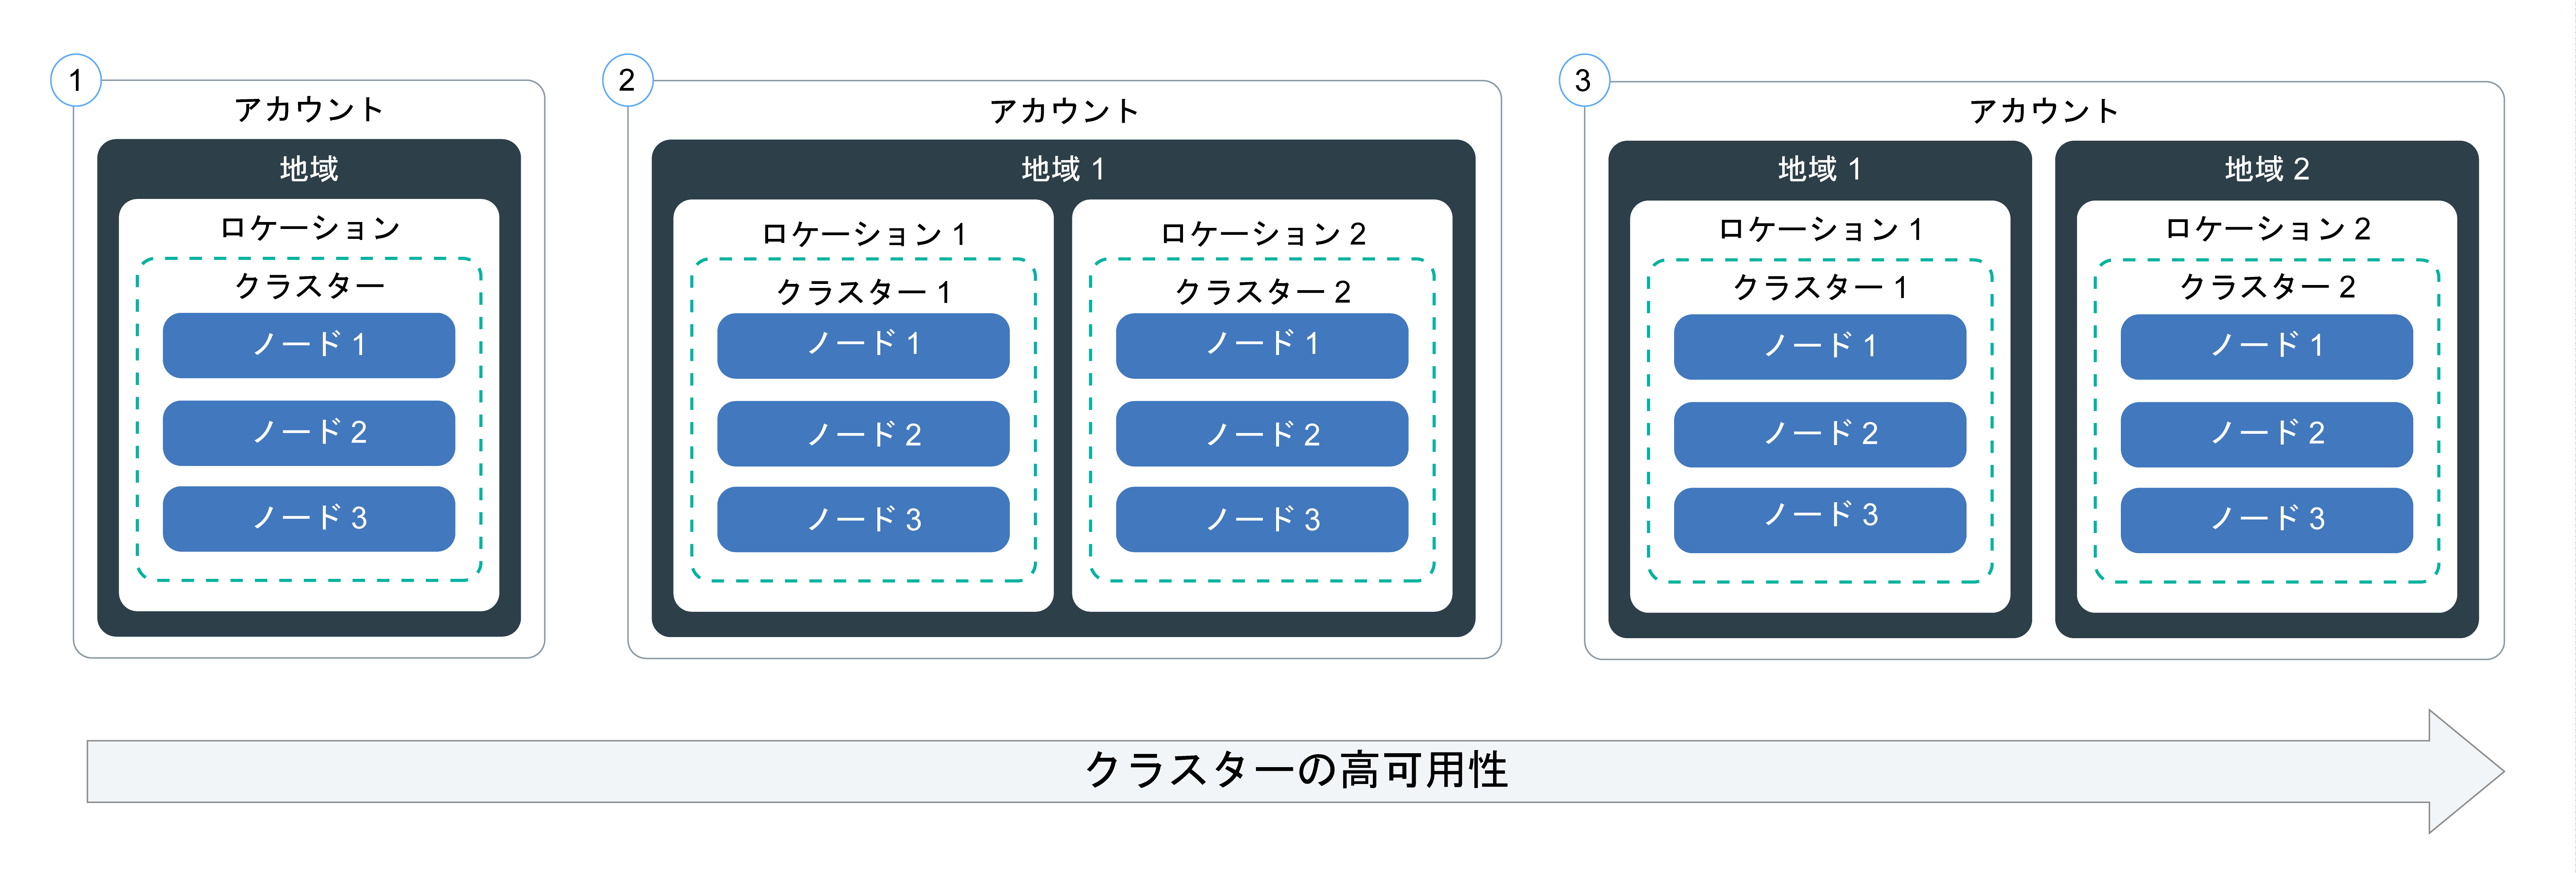 1
アカウント
地域
ロケーション
クラスター
ノード 1
ノード 2
ノード 3
2
アカウント
地域 1
ロケーション 1
クラスター 1
ノード 1
ノード 2
ノード 3
ロケーション 2
クラスター 2
ノード 1
ノード 2
ノード 3
3
アカウント
地域 1
ロケーション 1
クラスター 1
ノード 1
ノード 2
ノード 3
地域 2
ロケーション 2
クラスター 2
ノード 1
ノード 2
ノード 3
クラスターの高可用性